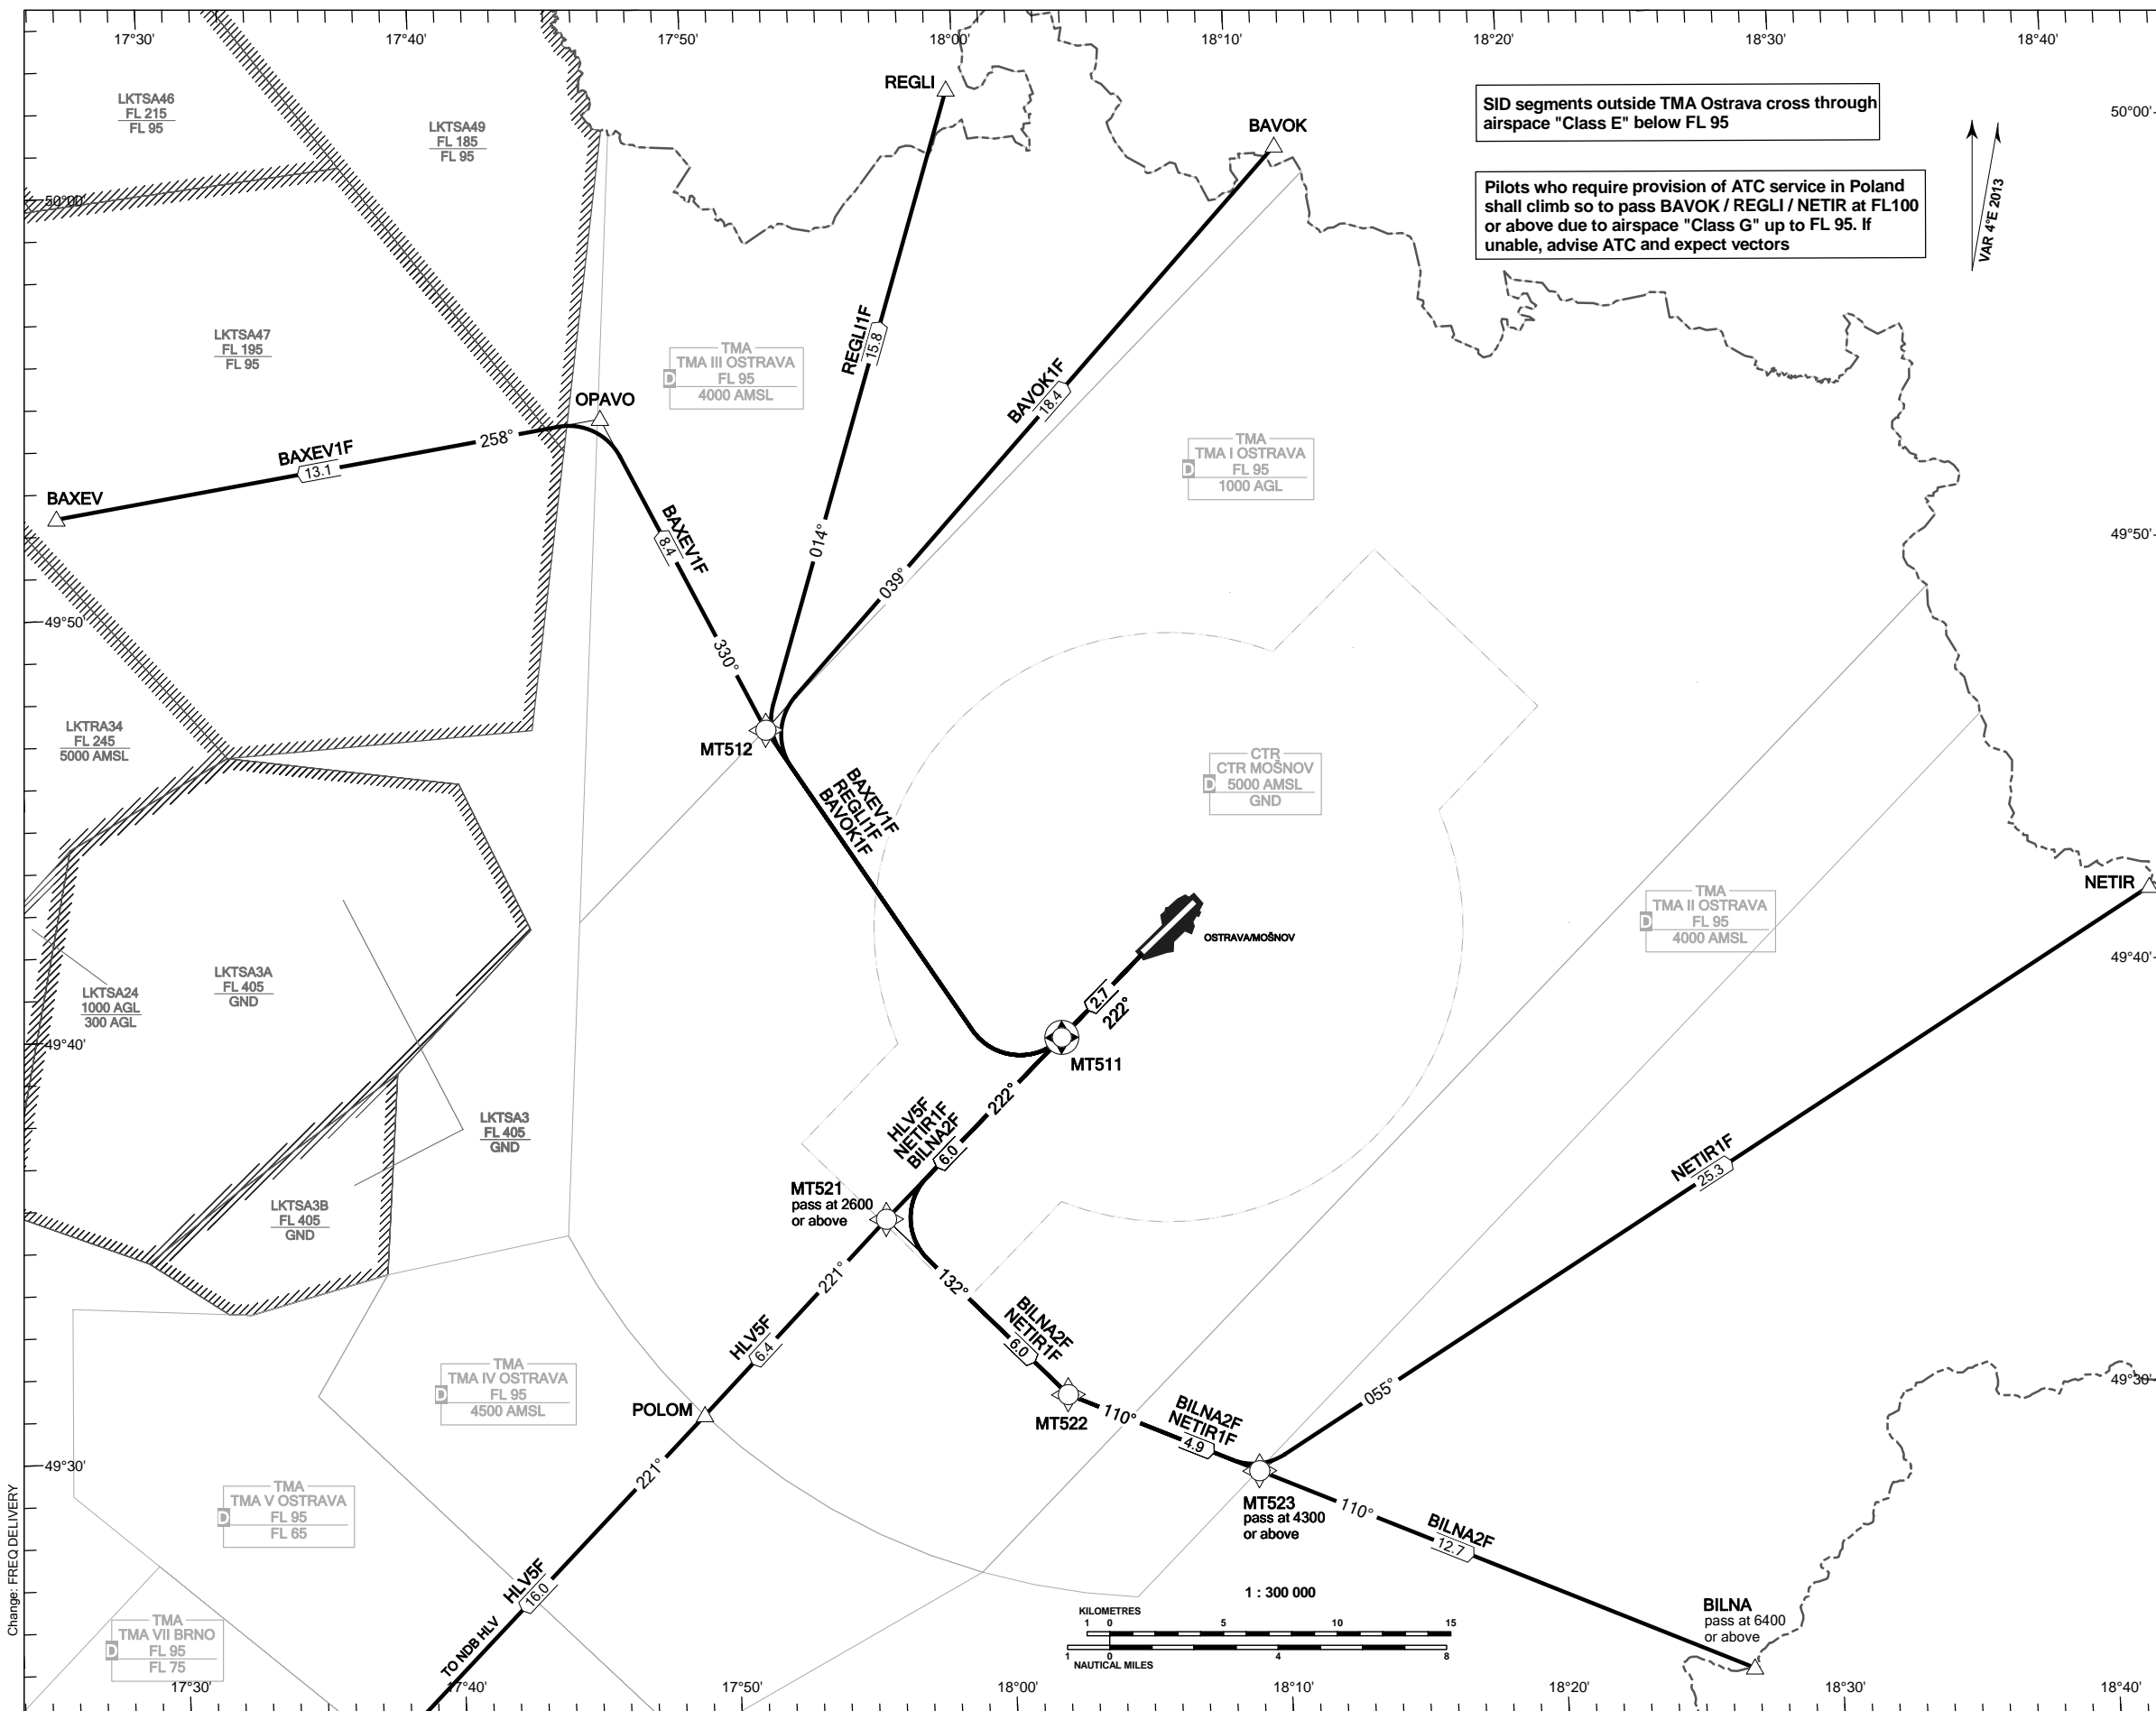 17°30'
17°40'
17°50'
18°00'
18°10'
18°20'
18°30'
18°40'
REGLI
LKTSA46
FL 215
FL 95
LKTSA49
FL 185
FL 95
BAVOK
SID segments outside TMA Ostrava cross through
airspace "Class E" below FL 95
50°00'
Pilots who require provision of ATC service in Poland
shall climb so to pass BAVOK / REGLI / NETIR at FL100
or above due to airspace "Class G" up to FL 95. If
unable, advise ATC and expect vectors
VAR 4°E 2013
50°00'
LKTSA47
FL 195
FL 95
TMA
TMA III OSTRAVA
D
FL 95
4000 AMSL
REGLI1F
15.8
BAVOK1F
18.4
OPAVO
BAXEV1F
13.1
258°
TMA
TMA I OSTRAVA
D
FL 95
1000 AGL
BAXEV
BAXEV1F
8.4
014°
039°
49°50'
49°50'
330°
LKTRA34
FL 245
5000 AMSL
MT512
CTR
CTR MOŠNOV
D
5000 AMSL
GND
BAXEV1F
REGLI1F
BAVOK1F
NETIR
TMA
TMA II OSTRAVA
D
FL 95
4000 AMSL
OSTRAVA/MOŠNOV
49°40'
LKTSA3A
FL 405
GND
LKTSA24
1000 AGL
300 AGL
2.7
222°
49°40'
MT511
222°
LKTSA3
FL 405
GND
HLV5F
NETIR1F
BILNA2F
6.0
NETIR1F
25.3
MT521
pass at 2600
or above
LKTSA3B
FL 405
GND
221°
132°
BILNA2F
NETIR1F
6.0
HLV5F
6.4
TMA
TMA IV OSTRAVA
D
FL 95
4500 AMSL
POLOM
MT522
110°
055°
49°30'
BILNA2F
NETIR1F
4.9
49°30'
221°
MT523
pass at 4300
or above
110°
BILNA2F
12.7
TMA
TMA V OSTRAVA
D
FL 95
FL 65
HLV5F
16.0
TO NDB HLV
1 : 300 000
KILOMETRES
1 0 5 10 15
1 0 4 8
NAUTICAL MILES
BILNA
pass at 6400
or above
TMA
TMA VII BRNO
D
FL 95
FL 75
Change: FREQ DELIVERY
17°30'
17°40'
17°50'
18°00'
18°10'
18°20'
18°30'
18°40'